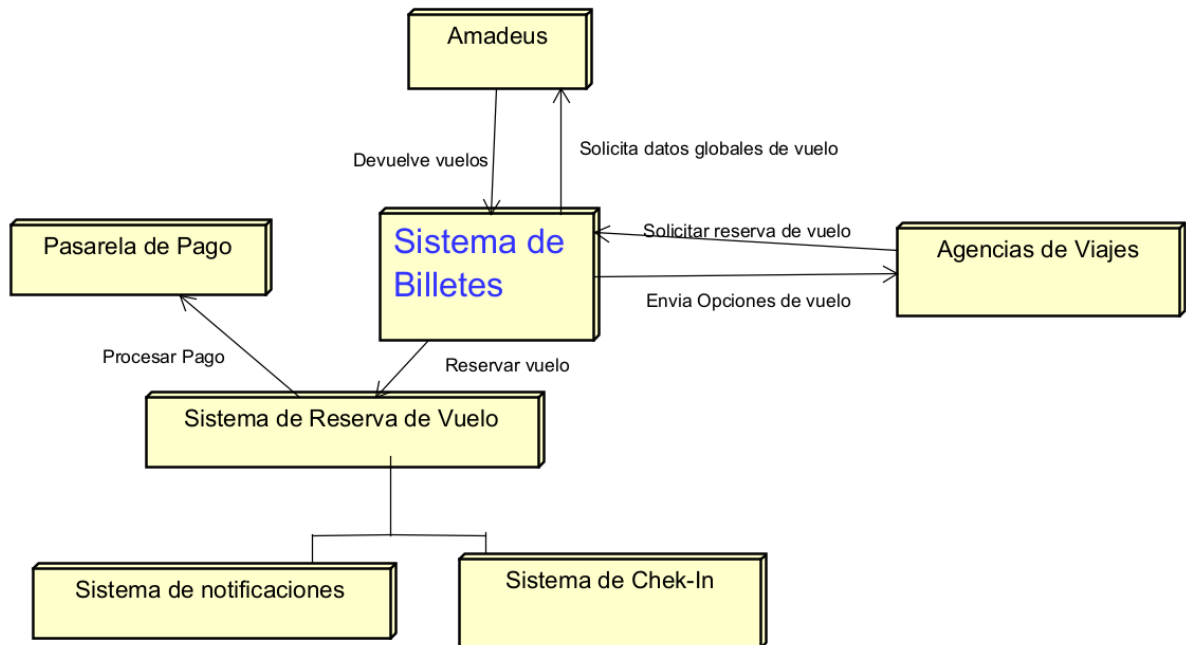 Amadeus
Devuelve vuelos
Solicita datos globales de vuelo
Pasarela de Pago
Sistema de
Billetes
Solicitar reserva de vuelo
Agencias de Viajes
Envia Opciones de vuelo
Procesar Pago
Reservar vuelo
Sistema de Reserva de Vuelo
Sistema de notificaciones
Sistema de Chek-In